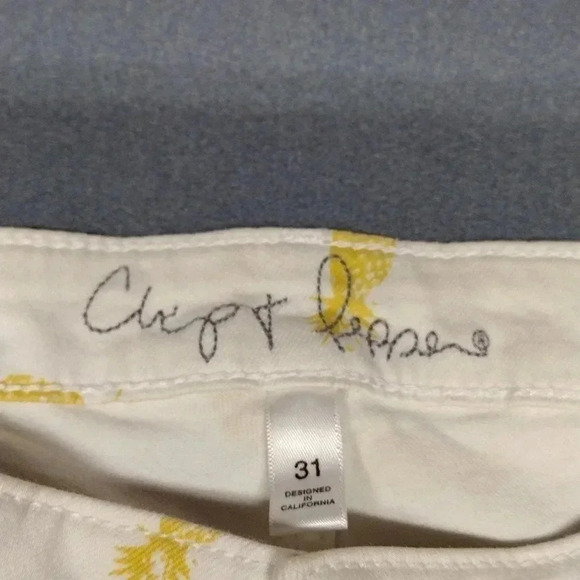 Chip & Pepper®
31
DESIGNED
IN
CALIFORNIA